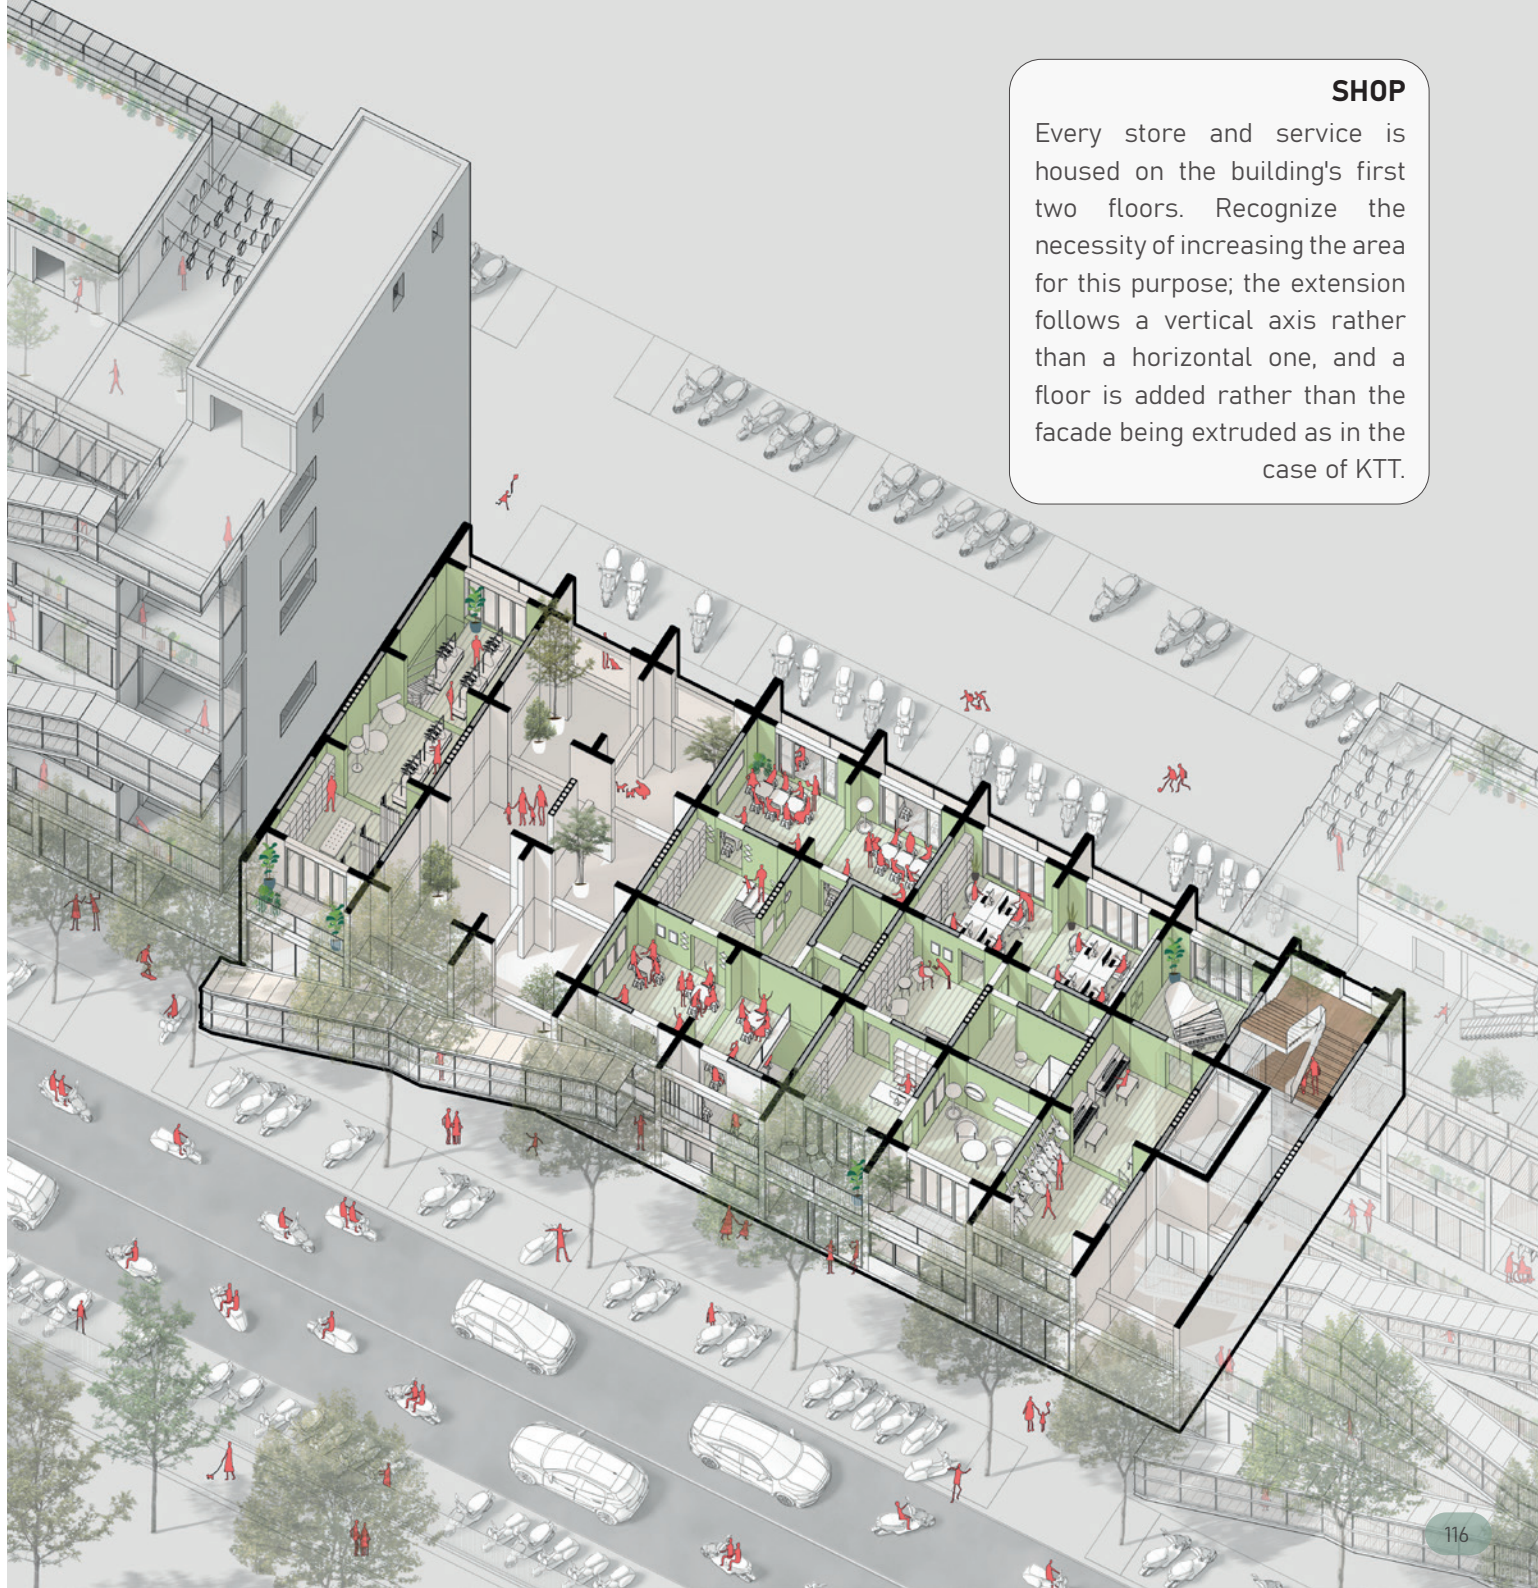 SHOP
Every store and service is
housed on the building's first
two floors. Recognize the
necessity of increasing the area
for this purpose; the extension
follows a vertical axis rather
than a horizontal one, and a
floor is added rather than the
facade being extruded as in the
case of KTT.
116